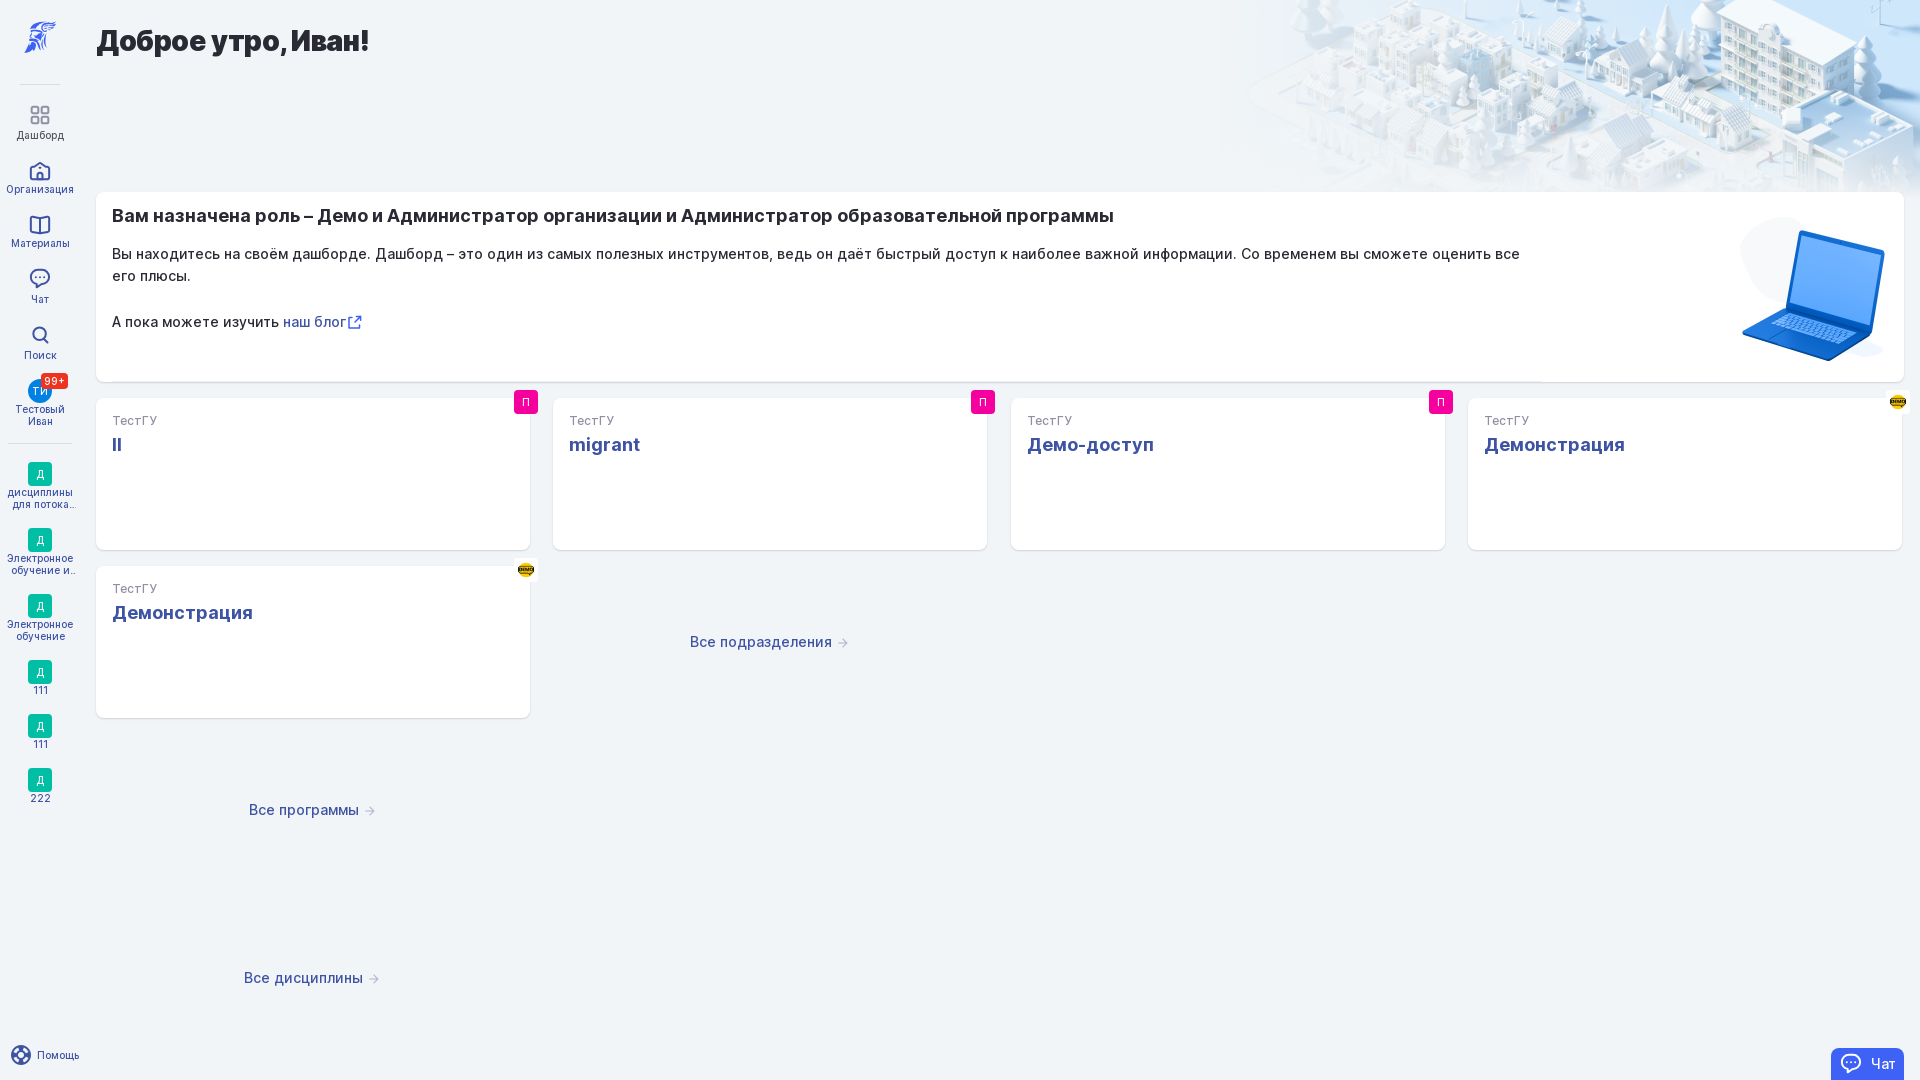 Доброе утро, Иван!
Дашборд
Организация
Материалы
Чат
Поиск
ТИ
99+
Тестовый
Иван
Д
дисциплины
для потока...
Д
Электронное
обучение и...
Д
Электронное
обучение
Д
111
Д
111
Д
222
Помощь
Вам назначена роль – Демо и Администратор организации и Администратор образовательной программы
Вы находитесь на своём дашборде. Дашборд – это один из самых полезных инструментов, ведь он даёт быстрый доступ к наиболее важной информации. Со временем вы сможете оценить все
его плюсы.
А пока можете изучить наш блог
П
ТестГУ
II
П
ТестГУ
migrant
П
ТестГУ
Демо-доступ
DEMO
ТестГУ
Демонстрация
DEMO
ТестГУ
Демонстрация
Все подразделения
Все программы
Все дисциплины
Чат